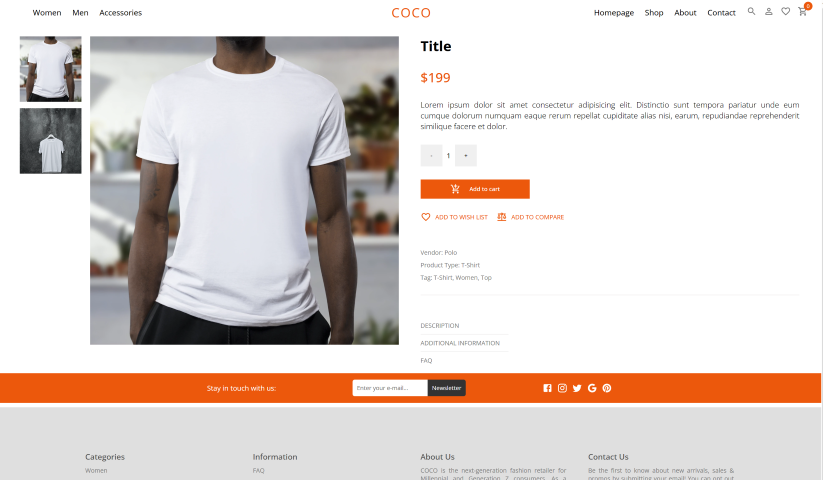 Women Men Accessories
COCO
Homepage Shop About Contact
0
Title
$199
Lorem ipsum dolor sit amet consectetur adipisicing elit. Distinctio sunt tempora pariatur unde eum
cumque dolorum numquam eaque rerum repellat cupiditate alias nisi, earum, repudiandae reprehenderit
similique facere et dolor.
- 1 +
Add to cart
ADD TO WISH LIST ADD TO COMPARE
Vendor: Polo
Product Type: T-Shirt
Tag: T-Shirt, Women, Top
DESCRIPTION
ADDITIONAL INFORMATION
FAQ
Stay in touch with us:
Enter your e-mail...
Newsletter
Categories
Women
Information
FAQ
About Us
COCO is the next-generation fashion retailer for
Millennial and Generation Z consumers. As a
Contact Us
Be the first to know about new arrivals, sales &
promos by submitting your email! You can opt out